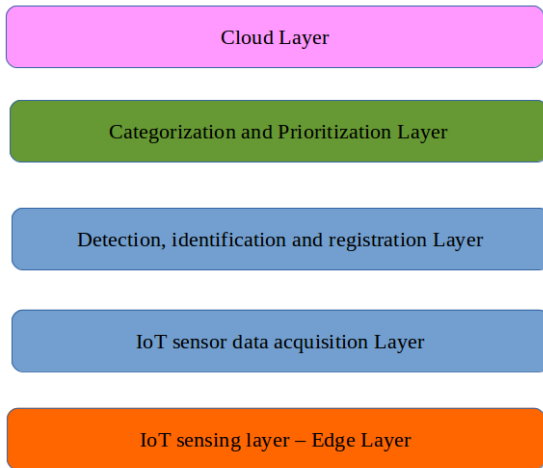 Cloud Layer
Categorization and Prioritization Layer
Detection, identification and registration Layer
IoT sensor data acquisition Layer
IoT sensing layer – Edge Layer